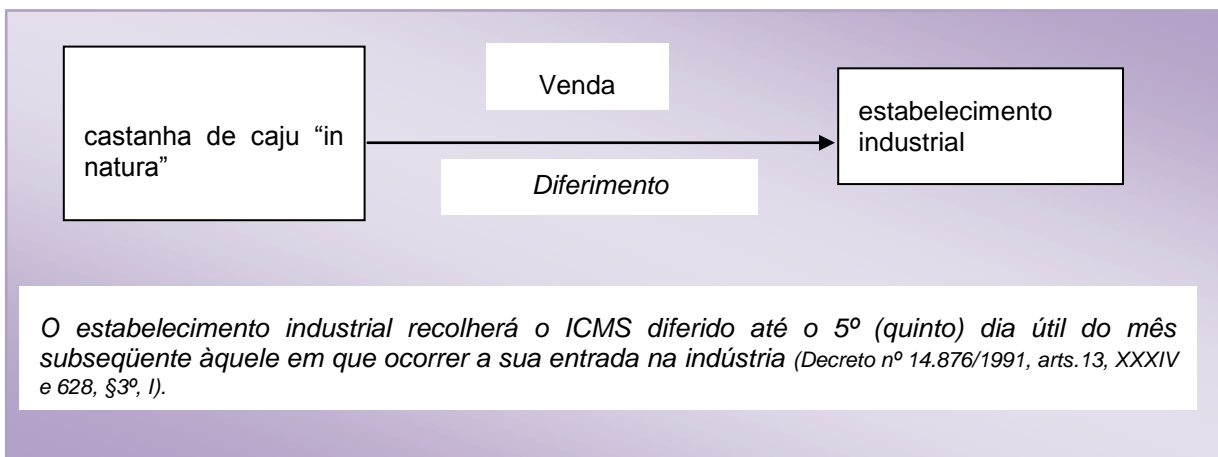 Venda
castanha de caju “in
natura”
estabelecimento
industrial
Diferimento
O estabelecimento industrial recolherá o ICMS diferido até o 5º (quinto) dia útil do mês
subseqüente àquele em que ocorrer a sua entrada na indústria (Decreto nº 14.876/1991, arts.13, XXXIV
e 628, §3º, I).